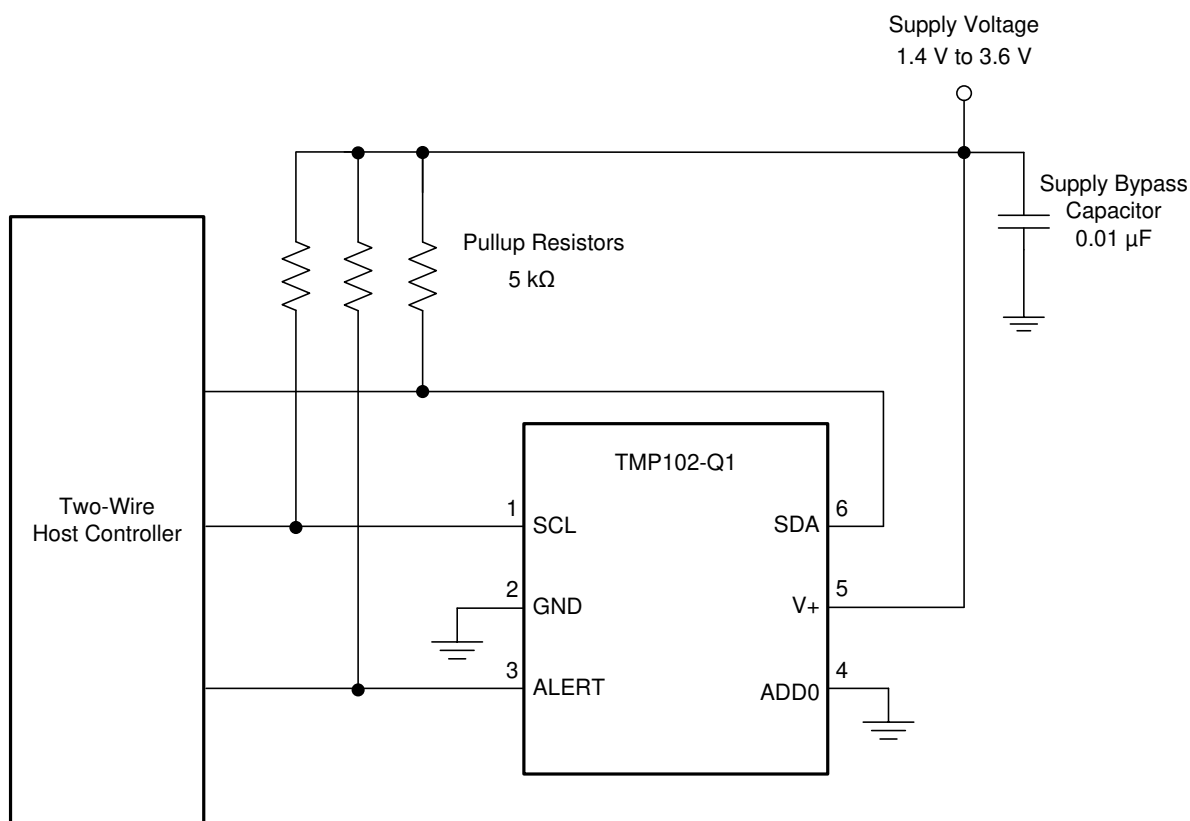 Supply Voltage
1.4 V to 3.6 V
Supply Bypass
Capacitor
0.01 µF
Pullup Resistors
5 kΩ
Two-Wire
Host Controller
TMP102-Q1
1
SCL
SDA
6
2
GND
V+
5
3
ALERT
ADD0
4